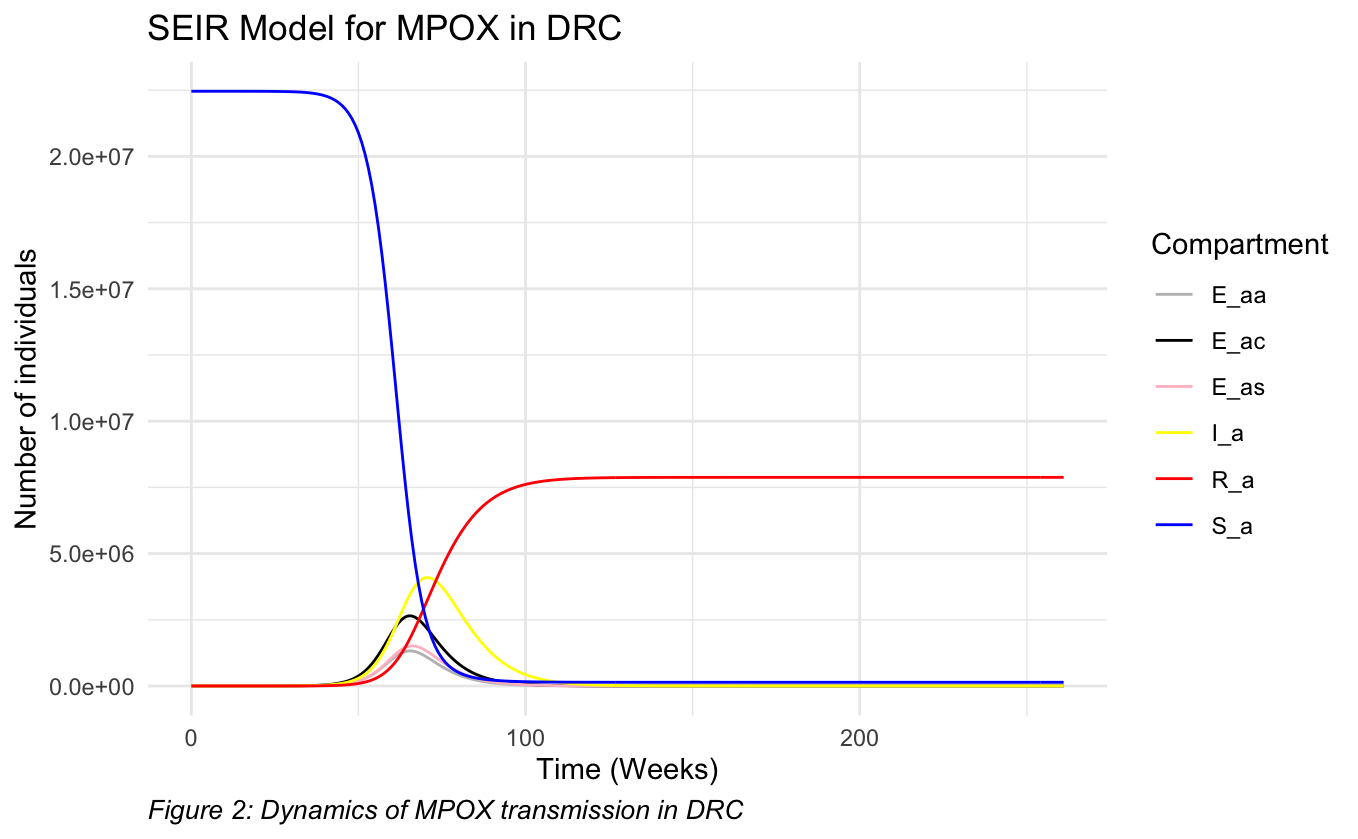 SEIR Model for MPOX in DRC
Number of individuals
2.0e+07
1.5e+07
1.0e+07
5.0e+06
0.0e+00
0
100
200
Time (Weeks)
Compartment
E_aa
E_ac
E_as
I_a
R_a
S_a
Figure 2: Dynamics of MPOX transmission in DRC